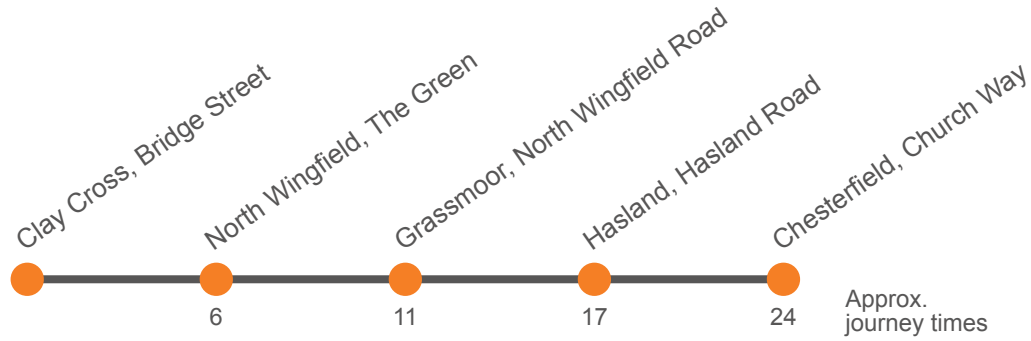 Clay Cross, Bridge Street
North Wingfield, The Green
Grassmoor, North Wingfield Road
Hasland, Hasland Road
Chesterfield, Church Way
6
11
17
24
Approx.
journey times